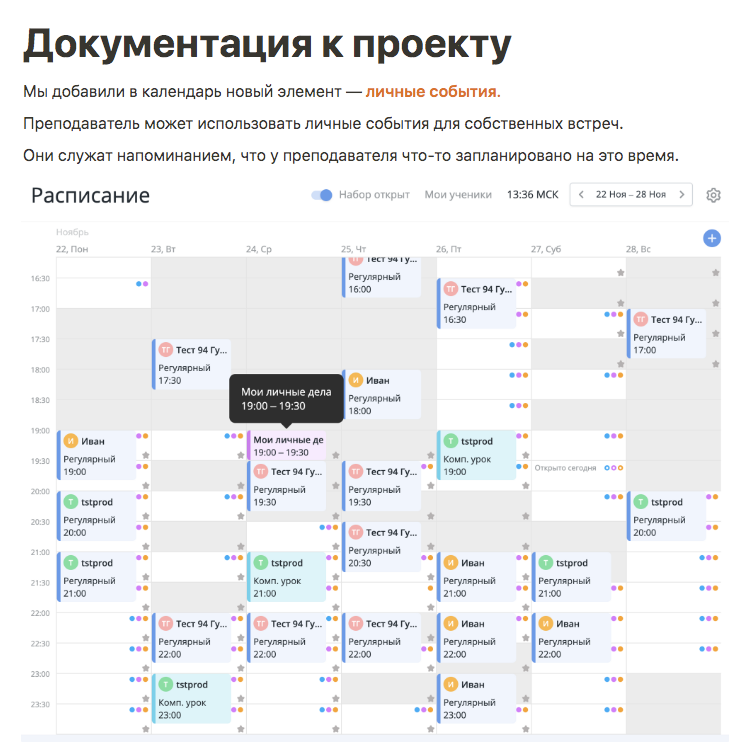 Документация к проекту
Мы добавили в календарь новый элемент — личные события.
Преподаватель может использовать личные события для собственных встреч.
Они служат напоминанием, что у преподавателя что-то запланировано на это время.
Расписание
Набор открыт
Мои ученики
13:36 МСК
22 Ноя – 28 Ноя
Ноябрь
22, Пон
23, Вт
24, Ср
25, Чт
26, Пт
27, Суб
28, Вс
16:30
17:00
17:30
18:00
18:30
19:00
19:30
20:00
20:30
21:00
21:30
22:00
22:30
23:00
23:30
И Иван
Регулярный
19:00
T tstprod
Регулярный
20:00
T tstprod
Регулярный
21:00
ТГ Тест 94 Гу...
Регулярный
17:30
ТГ Тест 94 Гу...
Регулярный
22:00
T tstprod
Комп. урок
23:00
Мои личные дела
19:00 – 19:30
Мои личные де
19:00 – 19:30
ТГ Тест 94 Гу...
Регулярный
19:30
T tstprod
Комп. урок
21:00
ТГ Тест 94 Гу...
Регулярный
22:00
ТГ Тест 94 Гу...
Регулярный
16:00
И Иван
Регулярный
18:00
ТГ Тест 94 Гу...
Регулярный
19:30
ТГ Тест 94 Гу...
Регулярный
20:30
ТГ Тест 94 Гу...
Регулярный
22:00
ТГ Тест 94 Гу...
Регулярный
16:30
T tstprod
Комп. урок
19:00
И Иван
Регулярный
21:00
И Иван
Регулярный
22:00
И Иван
Регулярный
23:00
Открыто сегодня
T tstprod
Регулярный
21:00
И Иван
Регулярный
22:00
ТГ Тест 94 Гу...
Регулярный
17:00
T tstprod
Регулярный
20:00